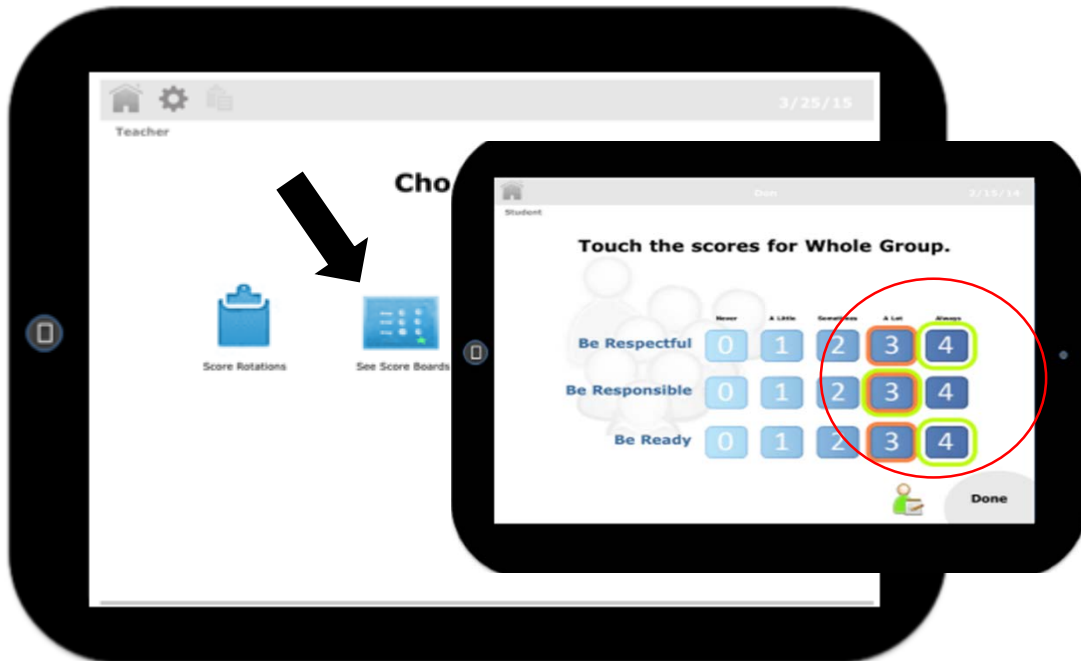 3/25/15
Teacher
Cho
Score Rotations
See Score Boards
Don
2/15/14
Student
Touch the scores for Whole Group.
Never A Little Sometimes A Lot Always
Be Respectful 0 1 2 3 4
Be Responsible 0 1 2 3 4
Be Ready 0 1 2 3 4
Done